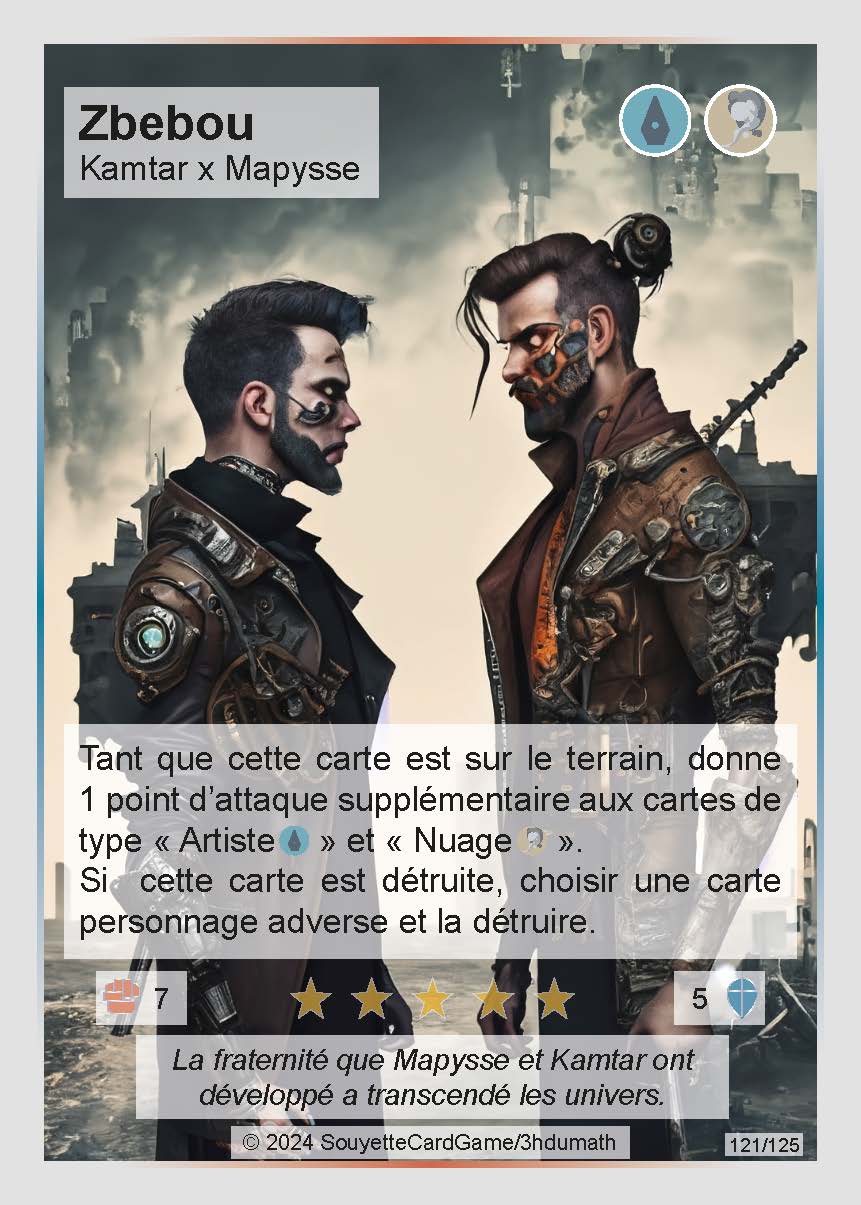 Zbebou
Kamtar x Mapysse
Tant que cette carte est sur le terrain, donne
1 point d’attaque supplémentaire aux cartes de
type « Artiste » et « Nuage ».
Si cette carte est détruite, choisir une carte
personnage adverse et la détruire.
7
5
La fraternité que Mapysse et Kamtar ont
développé a transcendé les univers.
© 2024 SouyetteCardGame/3hdumath
121/125